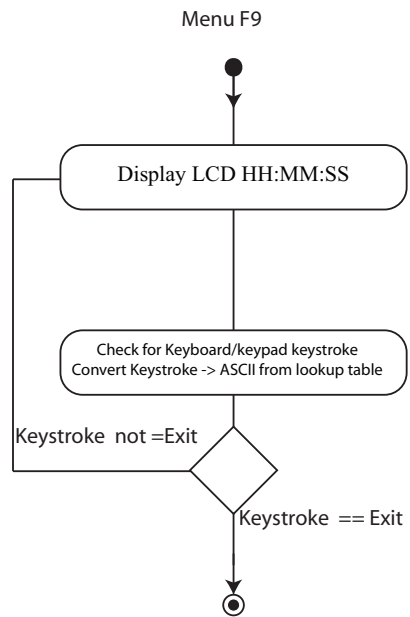 Menu F9
Display LCD HH:MM:SS
Check for Keyboard/keypad keystroke
Convert Keystroke -> ASCII from lookup table
Keystroke not =Exit
Keystroke == Exit